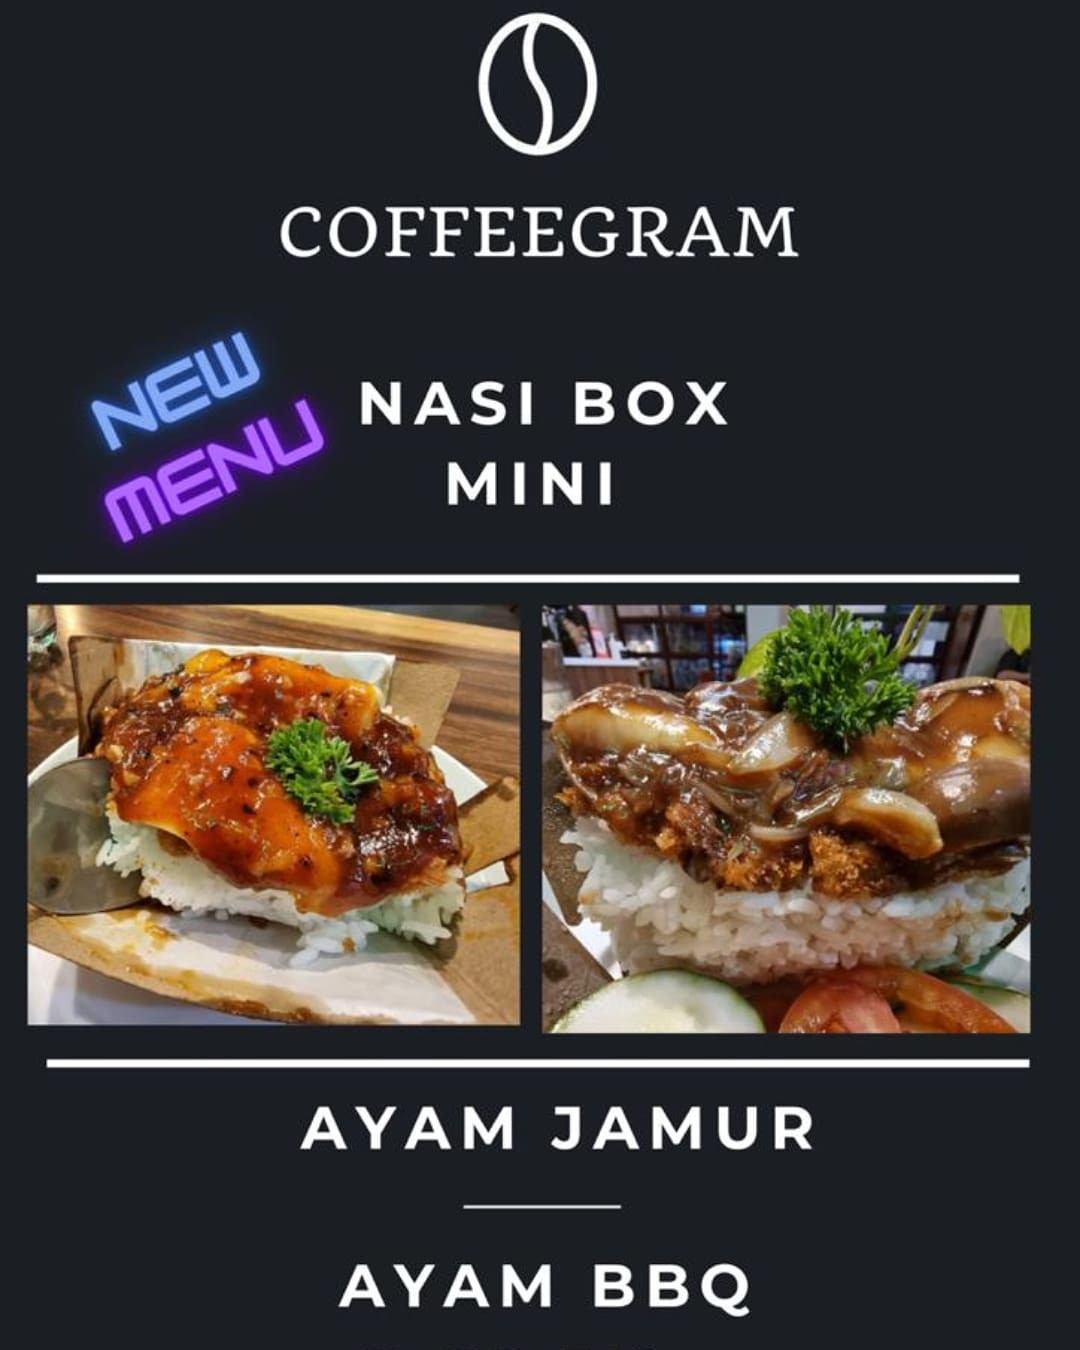 COFFEEGRAM
NEW
MENU
NASI BOX
MINI
AYAM JAMUR
AYAM BBQ